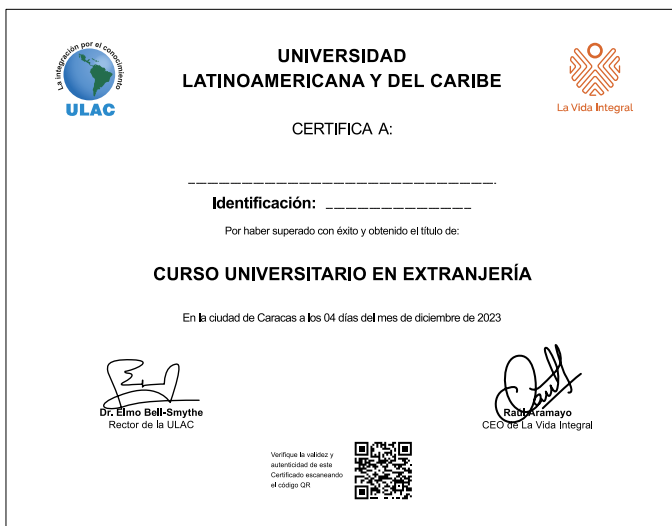 La integración por el conocimiento
ULAC
UNIVERSIDAD
LATINOAMERICANA Y DEL CARIBE
La Vida Integral
CERTIFICA A:
Identificación:
Por haber superado con éxito y obtenido el título de:
CURSO UNIVERSITARIO EN EXTRANJERÍA
En la ciudad de Caracas a los 04 días del mes de diciembre de 2023
Dr. Elmo Bell-Smythe
Rector de la ULAC
Raúl Aramayo
CEO de La Vida Integral
Verifique la validez y
autenticidad de este
Certificado escaneando
el código QR